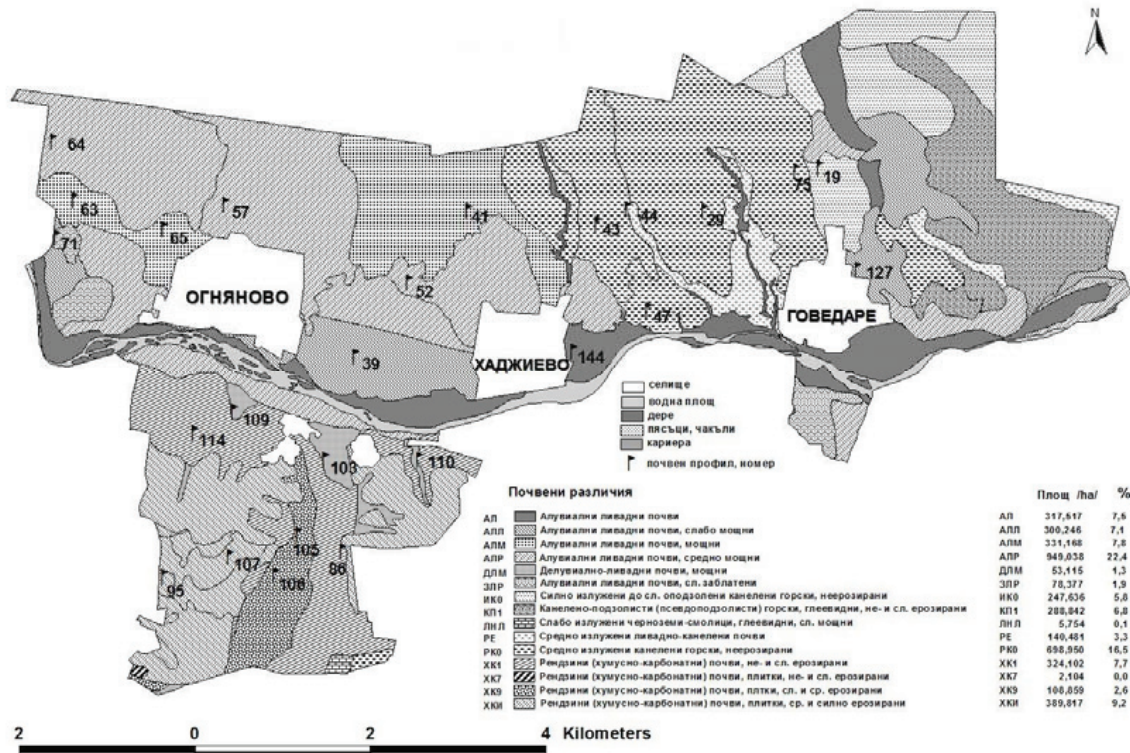 N
64
63
65
57
71
41
52
39
43
44
29
47
75
19
127
144
ОГНЯНОВО
ХАДЖИЕВО
ГОВЕДАРЕ
109
114
103
110
105
107
106
86
95
селище
водна площ
дере
пясъци, чакъли
кариера
почвен профил, номер
Почвени различия Площ /ha/ %
АЛ Алувиални ливадни почви АЛ 317,517 7,5
АЛЛ Алувиални ливадни почви, слабо мощни АЛЛ 300,246 7,1
АЛМ Алувиални ливадни почви, мощни АЛМ 331,168 7,8
АЛР Алувиални ливадни почви, средно мощни АЛР 949,038 22,4
ДЛМ Делувиално-ливадни почви, мощни ДЛМ 53,115 1,3
ЗЛР Алувиални ливадни почви, сл. заблатени ЗЛР 78,377 1,9
ИК0 Силно излужени до сл. оподзолени канелени горски, неерозирани ИК0 247,636 5,8
КП1 Канелено-подзолисти (псевдоподзолисти) горски, глеевидни, не- и сл. ерозирани КП1 288,842 6,8
ЛНЛ Слабо излужени черноземи-смолици, глеевидни, сл. мощни ЛНЛ 5,754 0,1
РЕ Средно излужени ливадно-канелени почви РЕ 140,481 3,3
РК0 Средно излужени канелени горски, неерозирани РК0 698,950 16,5
ХК1 Рендзини (хумусно-карбонатни) почви, не- и сл. ерозирани ХК1 324,102 7,7
ХК7 Рендзини (хумусно-карбонатни) почви, плитки, не- и сл. ерозирани ХК7 2,104 0,0
ХК9 Рендзини (хумусно-карбонатни) почви, плтки, сл. и ср. ерозирани ХК9 108,859 2,6
ХКИ Рендзини (хумусно-карбонатни) почви, плитки, ср. и силно ерозирани ХКИ 389,817 9,2
2 0 2 4 Kilometers